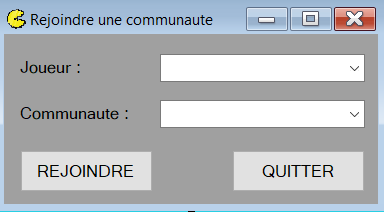 Rejoindre une communaute
Joueur :
Communaute :
REJOINDRE QUITTER